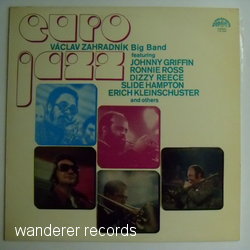 euro
jazz
VÁCLAV ZAHRADNÍK Big Band
featuring
JOHNNY GRIFFIN
RONNIE ROSS
DIZZY REECE
SLIDE HAMPTON
ERICH KLEINSCHUSTER
and others
wanderer records